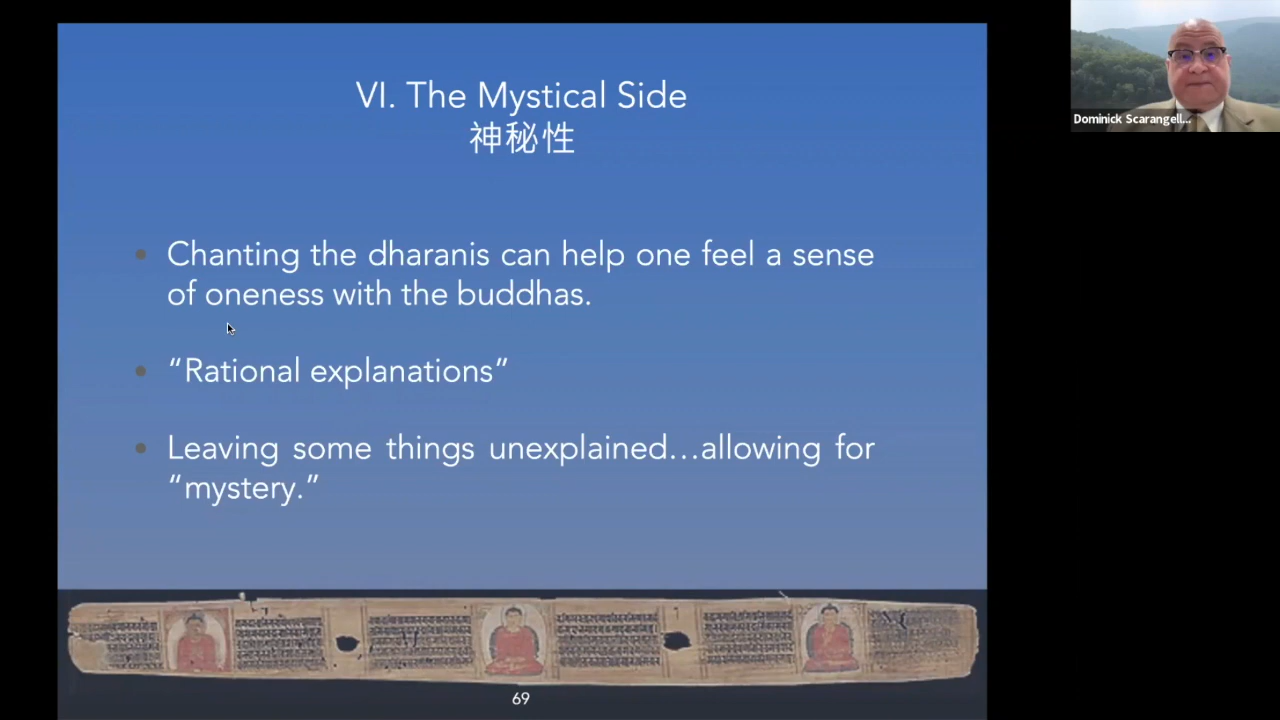 VI. The Mystical Side
神秘性
Chanting the dharanis can help one feel a sense
of oneness with the buddhas.
“Rational explanations”
Leaving some things unexplained…allowing for
“mystery.”
69
Dominick Scarangell...